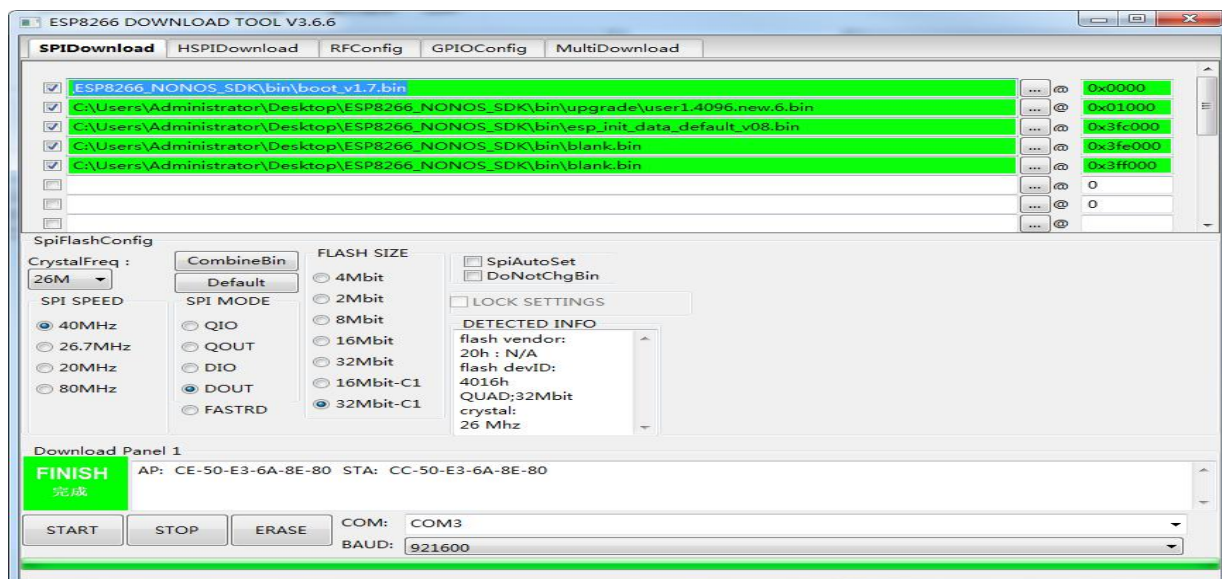 ESP8266 DOWNLOAD TOOL V3.6.6
SPIDownload HSPIDownload RFConfig GPIOConfig MultiDownload
ESP8266_NONOS_SDK\bin\boot_v1.7.bin ... @ 0x0000
C:\Users\Administrator\Desktop\ESP8266_NONOS_SDK\bin\upgrade\user1.4096.new.6.bin ... @ 0x01000
C:\Users\Administrator\Desktop\ESP8266_NONOS_SDK\bin\esp_init_data_default_v08.bin ... @ 0x3fc000
C:\Users\Administrator\Desktop\ESP8266_NONOS_SDK\bin\blank.bin ... @ 0x3fe000
C:\Users\Administrator\Desktop\ESP8266_NONOS_SDK\bin\blank.bin ... @ 0x3ff000
... @ 0
... @ 0
... @
SpiFlashConfig
CrystalFreq :
26M
SPI SPEED
40MHz
26.7MHz
20MHz
80MHz
CombineBin
Default
SPI MODE
QIO
QOUT
DIO
DOUT
FASTRD
FLASH SIZE
4Mbit
2Mbit
8Mbit
16Mbit
32Mbit
16Mbit-C1
32Mbit-C1
SpiAutoSet
DoNotChgBin
LOCK SETTINGS
DETECTED INFO
flash vendor:
20h : N/A
flash devID:
4016h
QUAD;32Mbit
crystal:
26 Mhz
Download Panel 1
FINISH
完成
AP: CE-50-E3-6A-8E-80 STA: CC-50-E3-6A-8E-80
START STOP ERASE
COM: COM3
BAUD: 921600